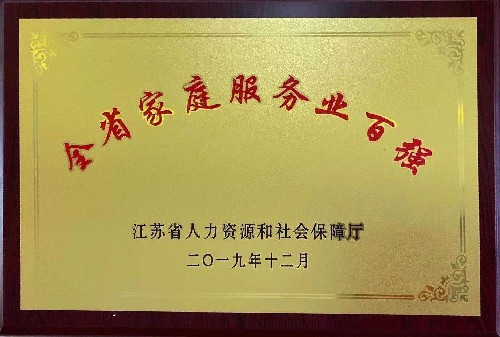 全省家庭服务业百强
江苏省人力资源和社会保障厅
二〇一九年十二月